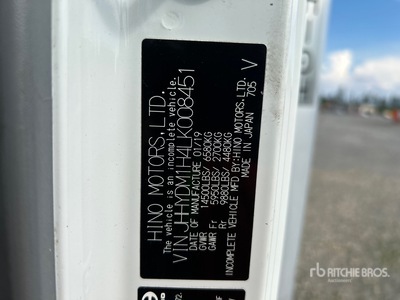 HINO MOTORS,LTD.
The vehicle is an incomplete vehicle.
VIN JHHYDM1H4LK008451
DATE OF MANUFACTURE 01/19
GVWR 14500LBS/ 6580KG
GAWR Fr 5950LBS/ 2700KG
Rr 9880LBS/ 4480KG
INCOMPLETE VEHICLE MFD BY:HINO MOTORS,LTD.
MADE IN JAPAN
705 V
rb RITCHIE BROS.